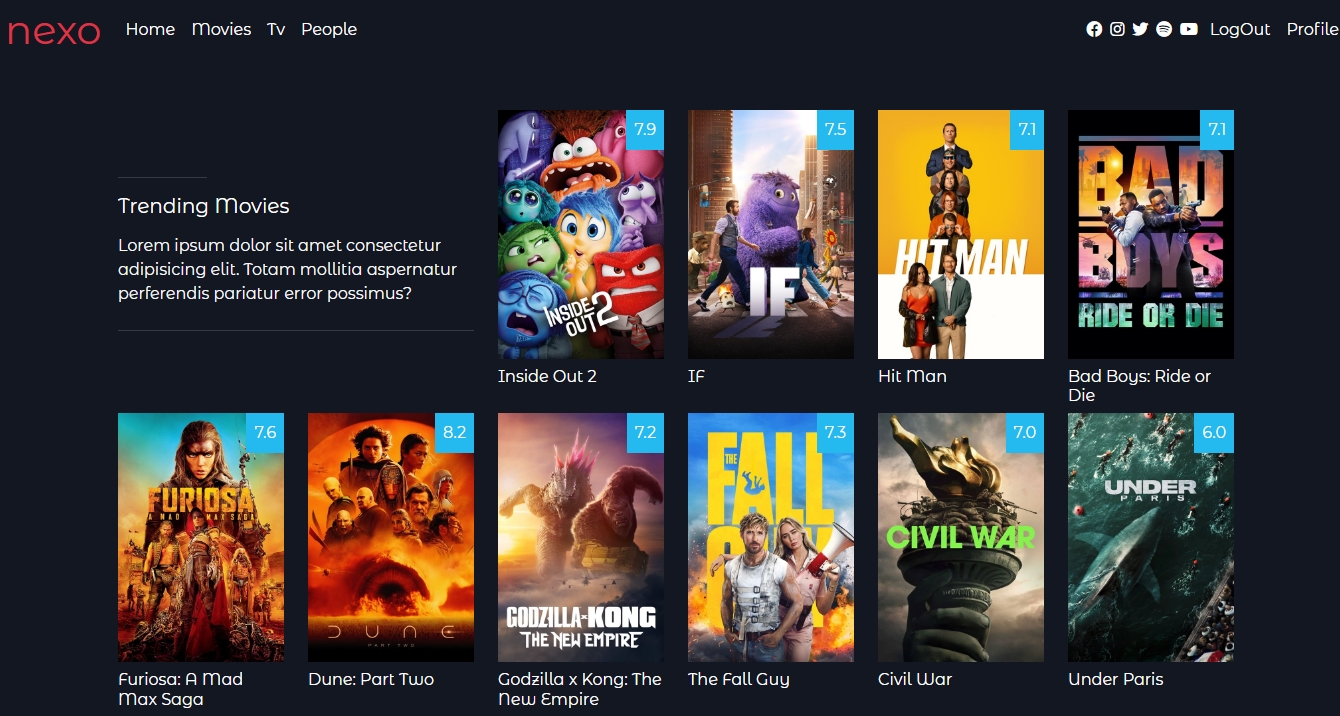 nexo Home Movies Tv People LogOut Profile
Trending Movies
Lorem ipsum dolor sit amet consectetur
adipisicing elit. Totam mollitia aspernatur
perferendis pariatur error possimus?
7.9
INSIDE
OUT 2
Inside Out 2
7.5
IF
IF
7.1
HIT MAN
Hit Man
7.1
BAD
BOYS
RIDE OR DIE
Bad Boys: Ride or
Die
7.6
FURIOSA
A MAD MAX SAGA
Furiosa: A Mad
Max Saga
8.2
DUNE
PART TWO
Dune: Part Two
7.2
GODZILLA x KONG
THE NEW EMPIRE
Godzilla x Kong: The
New Empire
7.3
THE FALL
GUY
The Fall Guy
7.0
CIVIL WAR
Civil War
6.0
UNDER
PARIS
Under Paris